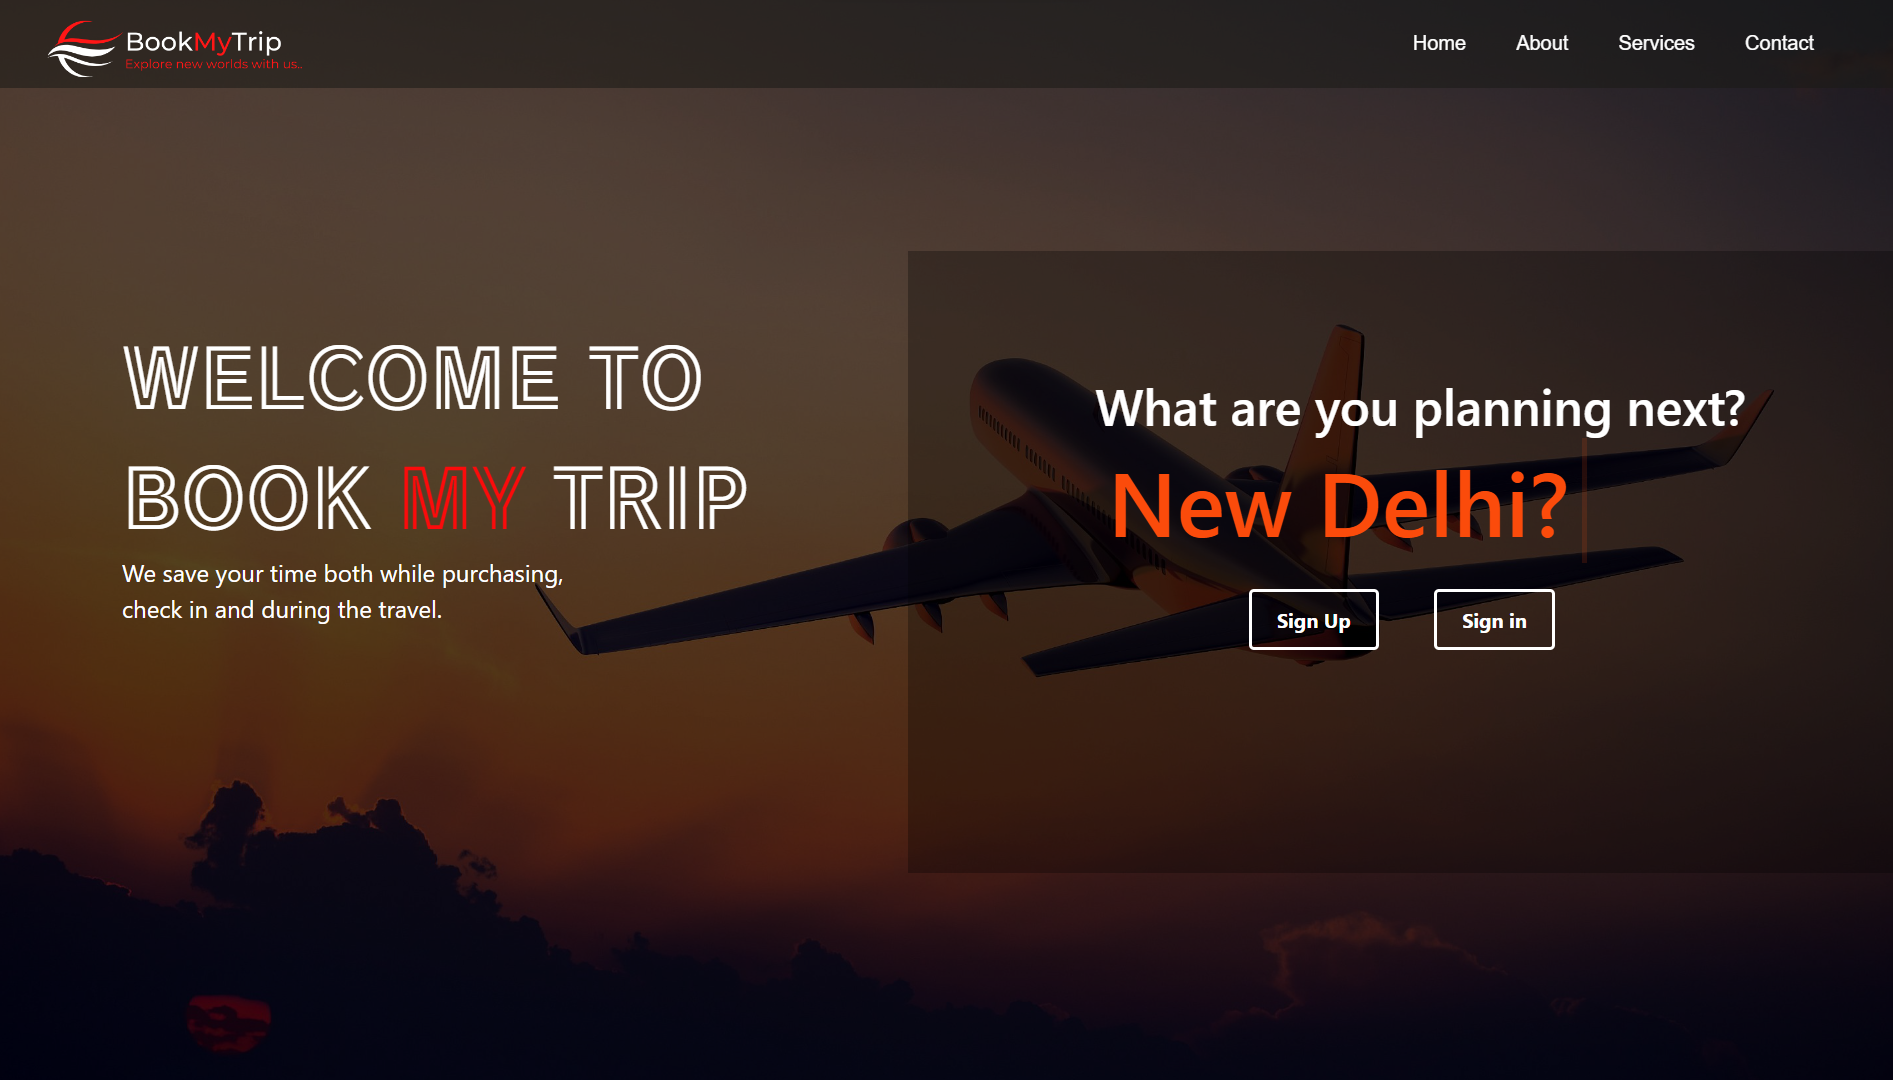 BookMyTrip
Explore new worlds with us..
Home About Services Contact
WELCOME TO
BOOK MY TRIP
We save your time both while purchasing,
check in and during the travel.
What are you planning next?
New Delhi?
Sign Up Sign in